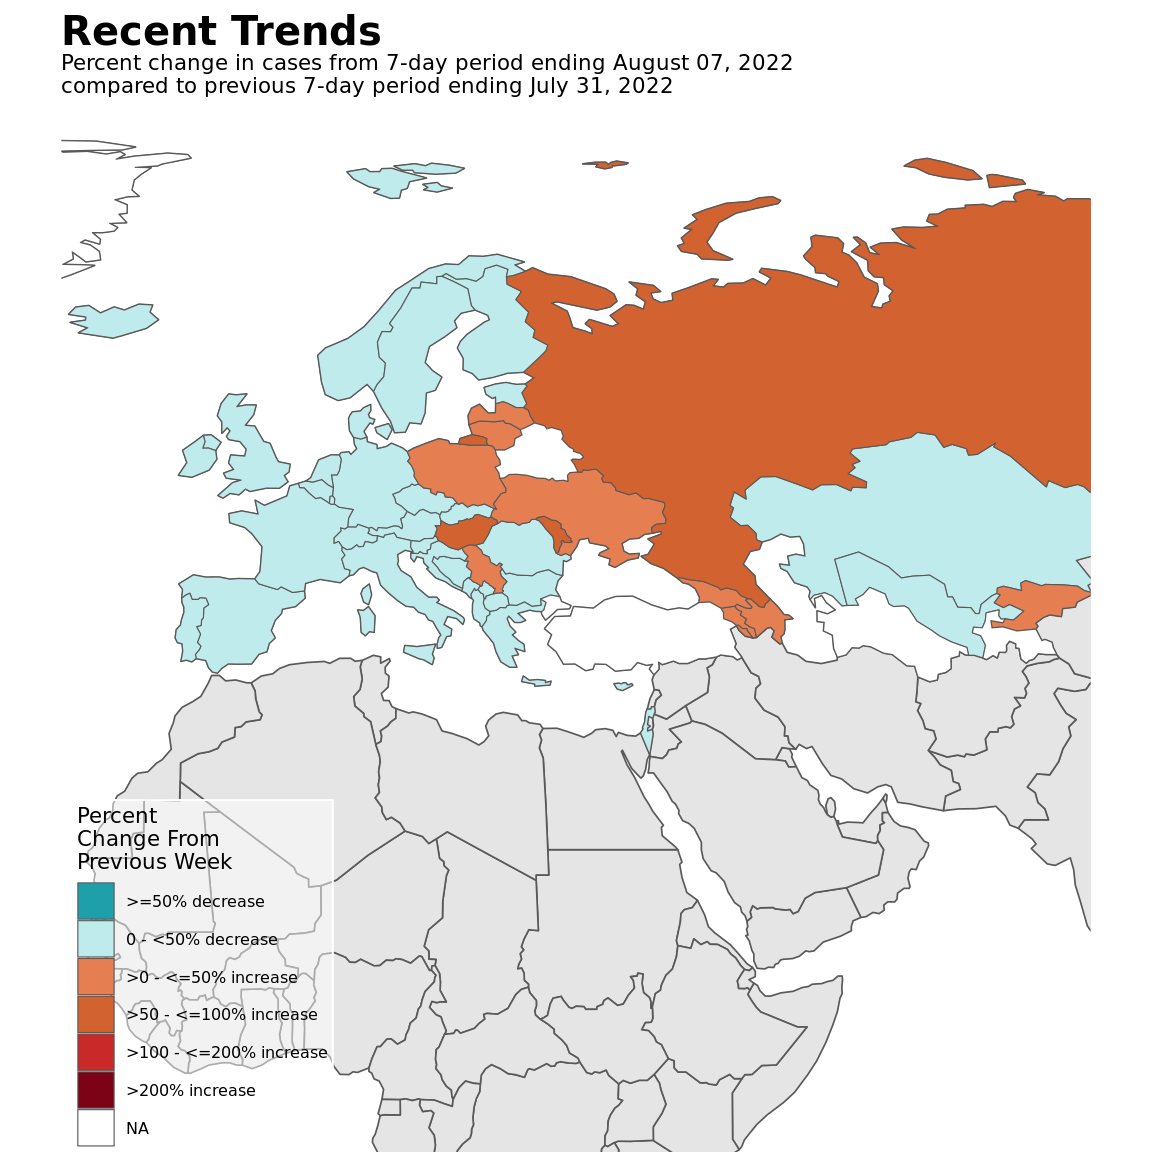 Recent Trends
Percent change in cases from 7-day period ending August 07, 2022
compared to previous 7-day period ending July 31, 2022
Percent
Change From
Previous Week
>=50% decrease
0 - <50% decrease
>0 - <=50% increase
>50 - <=100% increase
>100 - <=200% increase
>200% increase
NA